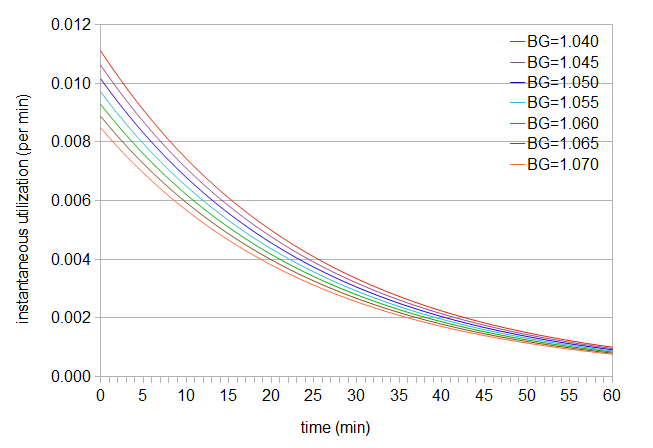 0.012
0.010
0.008
0.006
0.004
0.002
0.000
instantaneous utilization (per min)
BG=1.040
BG=1.045
BG=1.050
BG=1.055
BG=1.060
BG=1.065
BG=1.070
0 5 10 15 20 25 30 35 40 45 50 55 60
time (min)